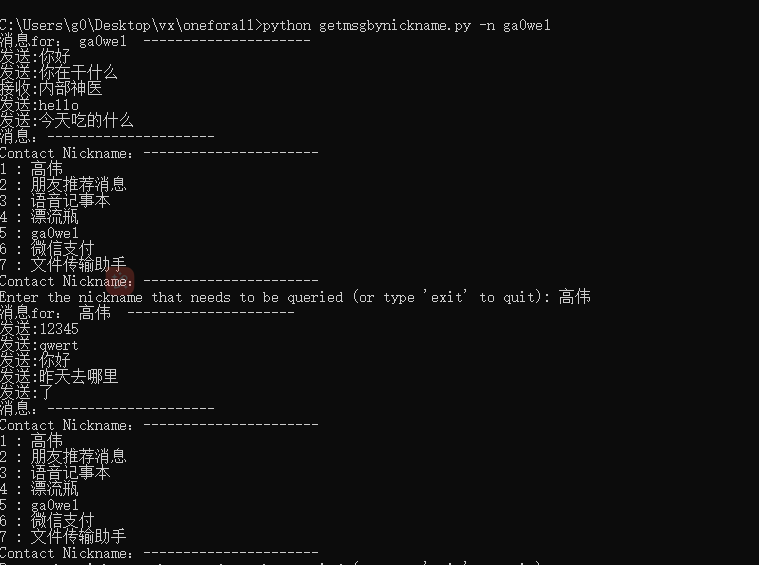 C:\Users\g0\Desktop\vx\oneforall>python getmsgbynickname.py -n ga0wel
消息for:  ga0wel  ---------------------
发送:你好
发送:你在干什么
接收:内部神医
发送:hello
发送:今天吃的什么
消息: ---------------------
Contact Nickname: ----------------------
1 : 高伟
2 : 朋友推荐消息
3 : 语音记事本
4 : 漂流瓶
5 : ga0wel
6 : 微信支付
7 : 文件传输助手
Contact Nickname: ----------------------
Enter the nickname that needs to be queried (or type 'exit' to quit): 高伟
消息for:  高伟  ---------------------
发送:12345
发送:qwert
发送:你好
发送:昨天去哪里
发送:了
消息: ---------------------
Contact Nickname: ----------------------
1 : 高伟
2 : 朋友推荐消息
3 : 语音记事本
4 : 漂流瓶
5 : ga0wel
6 : 微信支付
7 : 文件传输助手
Contact Nickname: ----------------------